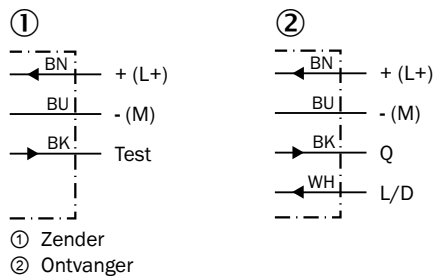 ① ②
BN + (L+) BN + (L+)
BU - (M) BU - (M)
BK Test BK Q
WH L/D
① Zender
② Ontvanger